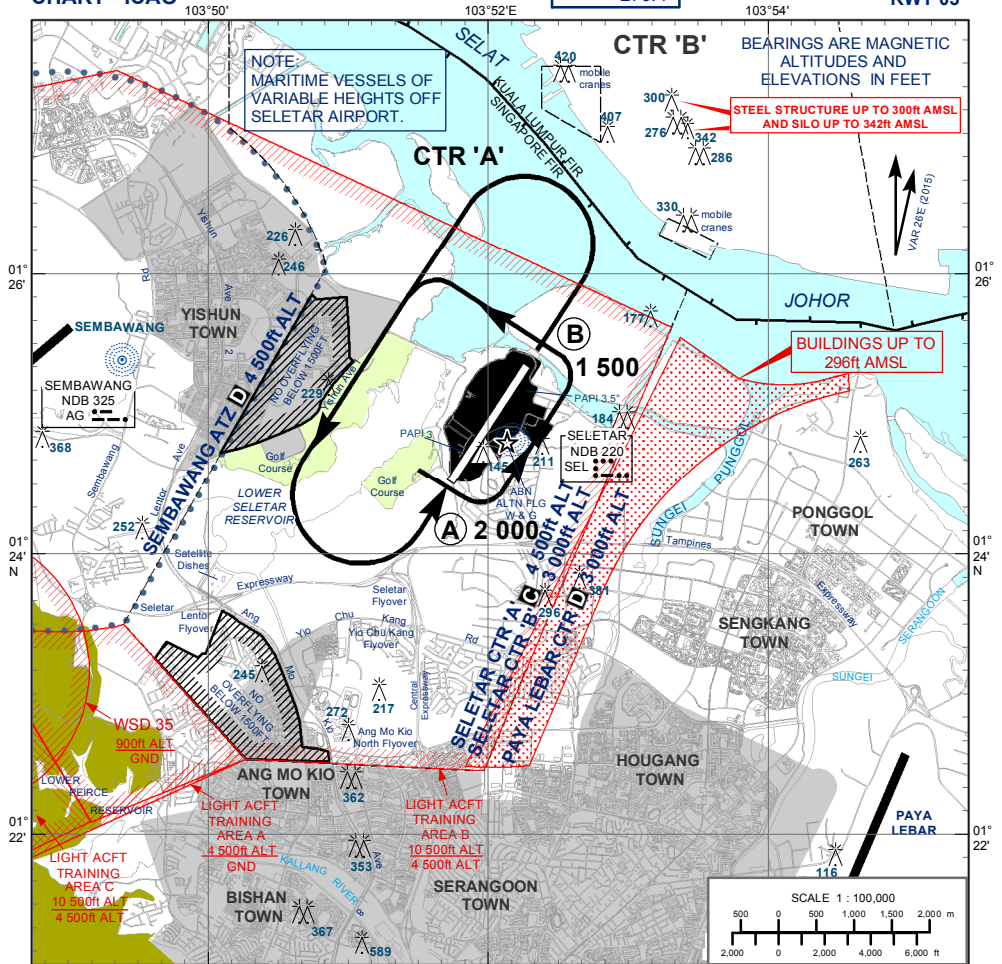 CHART - ICAO
RWY 03
103°50'
103°52'
103°54'
NOTE:
MARITIME VESSELS OF
VARIABLE HEIGHTS OFF
SELETAR AIRPORT.
SELAT
KUALA LUMPUR FIR
SINGAPORE FIR
CTR 'A'
CTR 'B'
420
mobile
cranes
407
BEARINGS ARE MAGNETIC
ALTITUDES AND
ELEVATIONS IN FEET
300
STEEL STRUCTURE UP TO 300ft AMSL
AND SILO UP TO 342ft AMSL
276
342
286
330
mobile
cranes
VAR 26'E (2015)
Yishun
Ave
2
226
246
Rd
01°
26'
01°
26'
YISHUN
TOWN
JOHOR
177
SEMBAWANG
SEMBAWANG
NDB 325
AG
368
SEMBAWANG ATZ D 4 500ft ALT
NO OVERFLYING
BELOW 1500FT
229
Yishun Ave 1
B
1 500
BUILDINGS UP TO
296ft AMSL
PAPI 3.5°
PAPI 3
184
SELETAR
NDB 220
SEL
145
211
ABN
ALTN FLG
W & G
Golf
Course
Golf
Course
LOWER
SELETAR
RESERVOIR
A 2 000
263
SUNGEI PUNGGOL
PONGGOL
TOWN
Sembawang
Lentor
Ave
252
Satellite
Dishes
Tampines
Expressway
01°
24'
N
01°
24'
N
Expressway
Seletar
Seletar
Flyover
Lento
Flyover
Ang
Mo
Kio
Yio
Chu
Kang
Rd
Yio Chu Kang
Flyover
SELETAR CTR 'A' C 4 500ft ALT
SELETAR CTR 'B' 3 000ft ALT
PAYA LEBAR CTR D 3 000ft ALT
296
381
SENGKANG
TOWN
SERANGOON
SUNGEI
245
NO
OVERFLYING
BELOW 1500FT
217
272
Central
Expressway
Ang Mo Kio
North Flyover
WSD 35
900ft ALT
GND
LOWER
PEIRCE
RESERVOIR
ANG MO KIO
TOWN
362
HOUGANG
TOWN
LIGHT ACFT
TRAINING
AREA A
4 500ft ALT
GND
LIGHT ACFT
TRAINING
AREA B
10 500ft ALT
4 500ft ALT
LIGHT ACFT
TRAINING
AREA C
10 500ft ALT
4 500ft ALT
353
Ave
8
KALLANG
RIVER
BISHAN
TOWN
367
589
SERANGOON
TOWN
PAYA
LEBAR
116
01°
22'
01°
22'
SCALE 1 : 100,000
500 0 500 1,000 1,500 2,000 m
2,000 0 2,000 4,000 6,000 ft